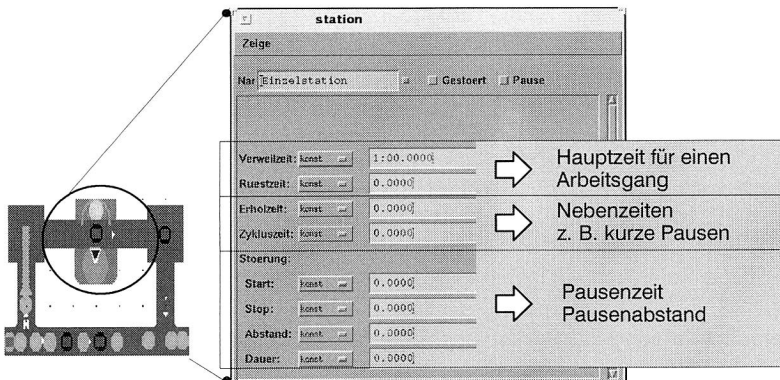 station
Zeige
Nar Einzelstation Gestoert Pause
Verweilzeit: konst 1:00.0000
Ruestzeit: konst 0.0000
Hauptzeit für einen
Arbeitsgang
Erholzeit: konst 0.0000
Zykluszeit: konst 0.0000
Nebenzeiten
z. B. kurze Pausen
Stoerung:
Start: konst 0.0000
Stop: konst 0.0000
Abstand: konst 0.0000
Dauer: konst 0.0000
Pausenzeit
Pausenabstand
H